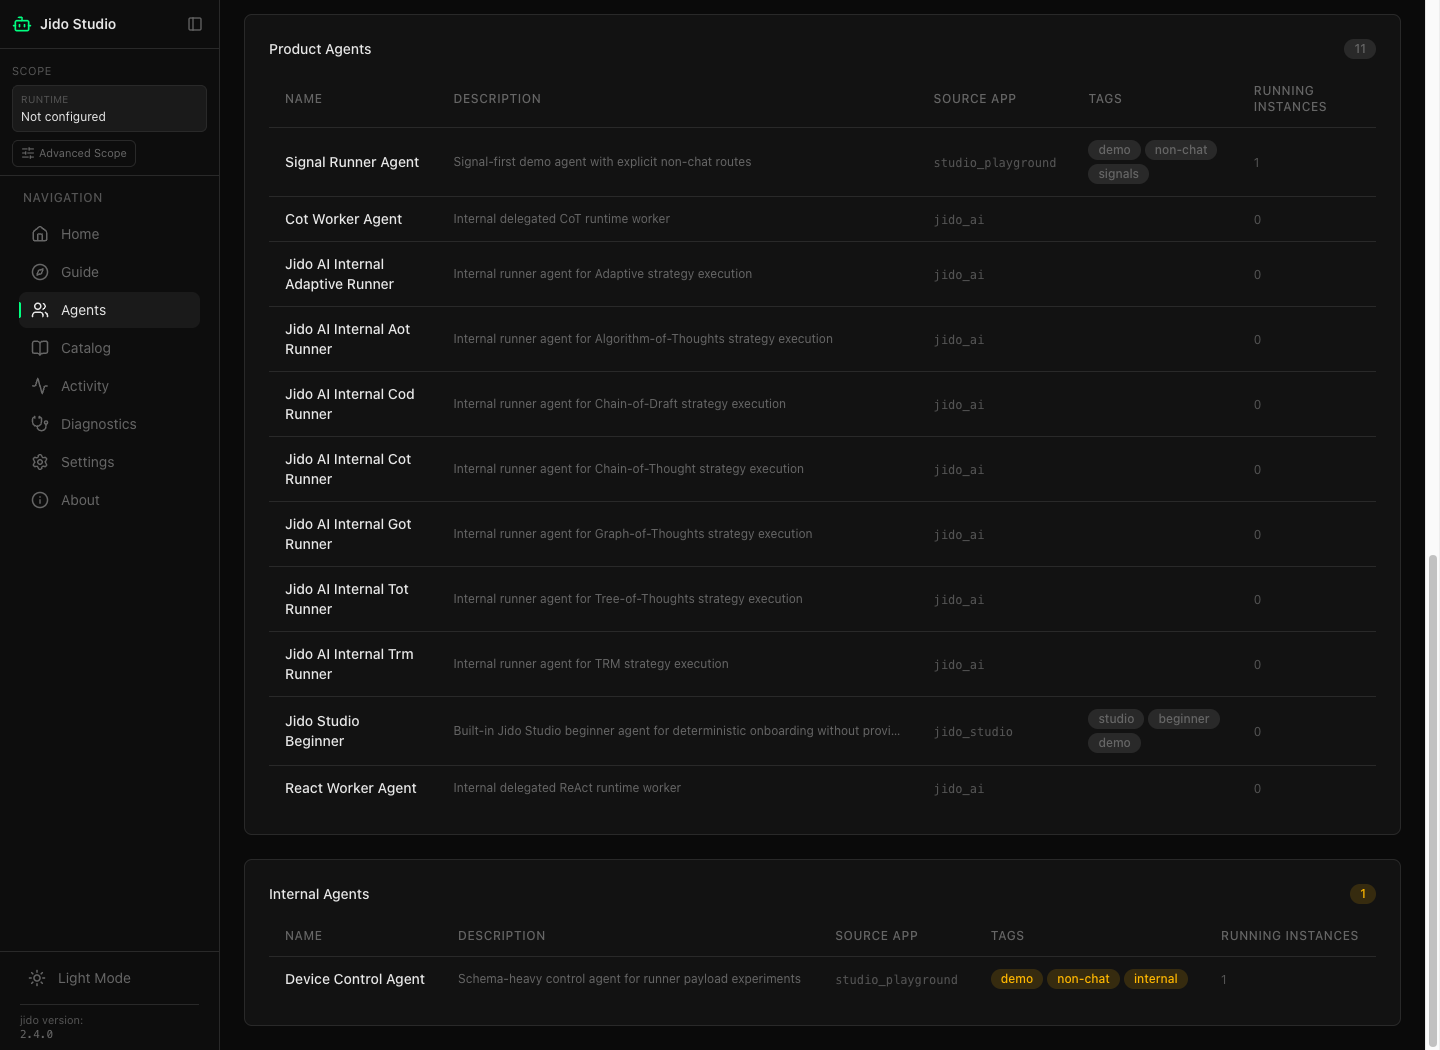 Jido Studio
SCOPE
RUNTIME
Not configured
Advanced Scope
NAVIGATION
Home
Guide
Agents
Catalog
Activity
Diagnostics
Settings
About
Light Mode
jido version:
2.4.0
Product Agents 11
NAME DESCRIPTION SOURCE APP TAGS RUNNING INSTANCES
Signal Runner Agent Signal-first demo agent with explicit non-chat routes studio_playground demo non-chat signals 1
Cot Worker Agent Internal delegated CoT runtime worker jido_ai 0
Jido AI Internal Adaptive Runner Internal runner agent for Adaptive strategy execution jido_ai 0
Jido AI Internal Aot Runner Internal runner agent for Algorithm-of-Thoughts strategy execution jido_ai 0
Jido AI Internal Cod Runner Internal runner agent for Chain-of-Draft strategy execution jido_ai 0
Jido AI Internal Cot Runner Internal runner agent for Chain-of-Thought strategy execution jido_ai 0
Jido AI Internal Got Runner Internal runner agent for Graph-of-Thoughts strategy execution jido_ai 0
Jido AI Internal Tot Runner Internal runner agent for Tree-of-Thoughts strategy execution jido_ai 0
Jido AI Internal Trm Runner Internal runner agent for TRM strategy execution jido_ai 0
Jido Studio Beginner Built-in Jido Studio beginner agent for deterministic onboarding without provi... jido_studio studio beginner demo 0
React Worker Agent Internal delegated ReAct runtime worker jido_ai 0
Internal Agents 1
NAME DESCRIPTION SOURCE APP TAGS RUNNING INSTANCES
Device Control Agent Schema-heavy control agent for runner payload experiments studio_playground demo non-chat internal 1